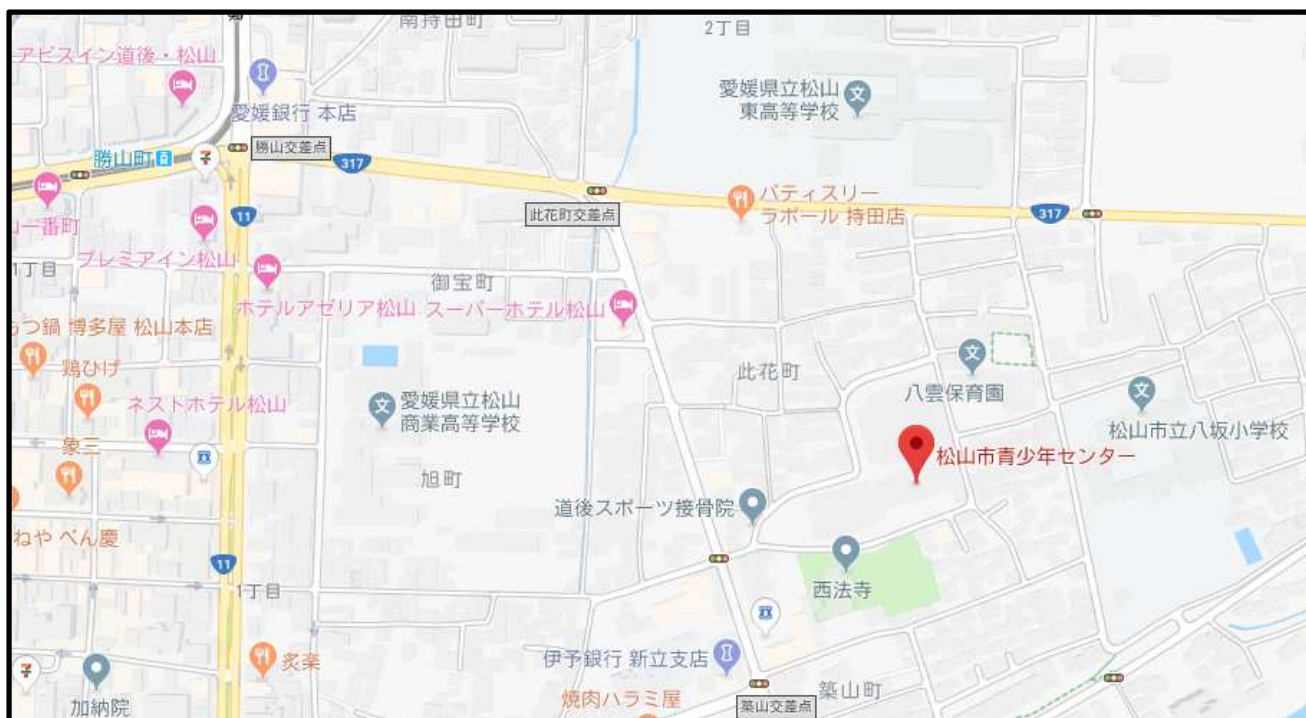 南持田町
2丁目
アビスイン道後・松山
愛媛県立松山
東高等学校
愛媛銀行 本店
勝山交差点
勝山町
317
パティスリー
ラポール 持田店
此花町交差点
317
11
山一番町
プレミアイン松山
1丁目
御宝町
ホテルアゼリア松山
スーパーホテル松山
もつ鍋 博多屋 松山本店
鶏ひげ
此花町
八雲保育園
ネストホテル松山
愛媛県立松山
商業高等学校
松山市立八坂小学校
象三
松山市青少年センター
旭町
道後スポーツ接骨院
ねや べん慶
11
1丁目
西法寺
炙楽
伊予銀行 新立支店
加納院
焼肉ハラミ屋
築山町
築山交差点